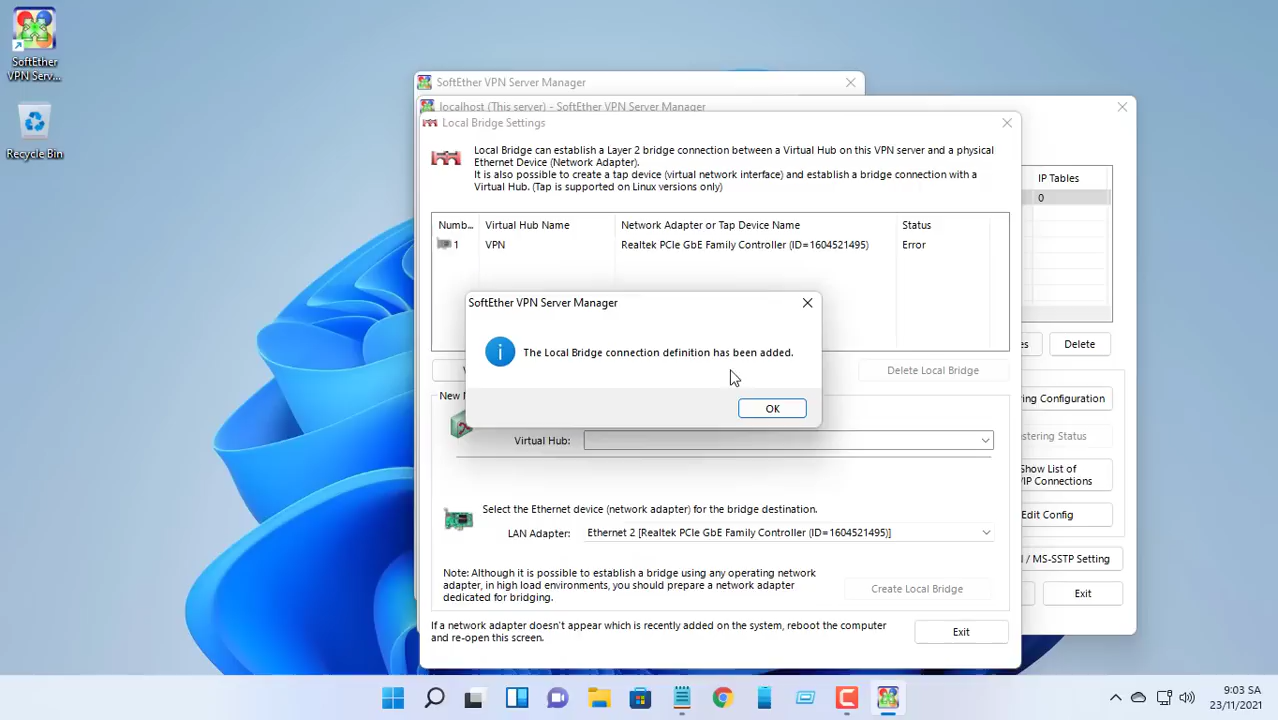 SoftEther
VPN Serv...
Recycle Bin
SoftEther VPN Server Manager
localhost (This server) - SoftEther VPN Server Manager
Local Bridge Settings
Local Bridge can establish a Layer 2 bridge connection between a Virtual Hub on this VPN server and a physical
Ethernet Device (Network Adapter).
It is also possible to create a tap device (virtual network interface) and establish a bridge connection with a
Virtual Hub. (Tap is supported on Linux versions only)
IP Tables
0
Numb... Virtual Hub Name Network Adapter or Tap Device Name Status
1 VPN Realtek PCIe GbE Family Controller (ID=1604521495) Error
SoftEther VPN Server Manager
The Local Bridge connection definition has been added.
OK
es Delete
Delete Local Bridge
ring Configuration
stering Status
Show List of
/IP Connections
Edit Config
/ MS-SSTP Setting
Exit
New
Virtual Hub:
Select the Ethernet device (network adapter) for the bridge destination.
LAN Adapter: Ethernet 2 [Realtek PCIe GbE Family Controller (ID=1604521495)]
Note: Although it is possible to establish a bridge using any operating network
adapter, in high load environments, you should prepare a network adapter
dedicated for bridging.
Create Local Bridge
If a network adapter doesn't appear which is recently added on the system, reboot the computer
and re-open this screen.
Exit
9:03 SA
23/11/2021